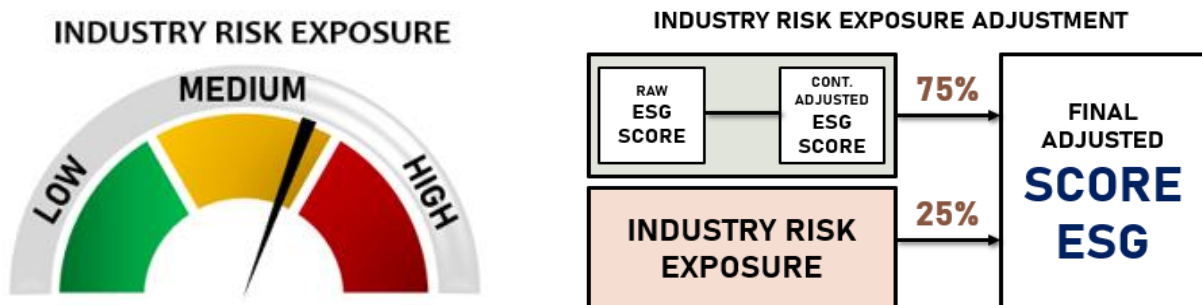 INDUSTRY RISK EXPOSURE
LOW
MEDIUM
HIGH
INDUSTRY RISK EXPOSURE ADJUSTMENT
RAW
ESG
SCORE
CONT.
ADJUSTED
ESG
SCORE
75%
INDUSTRY RISK
EXPOSURE
25%
FINAL
ADJUSTED
SCORE
ESG